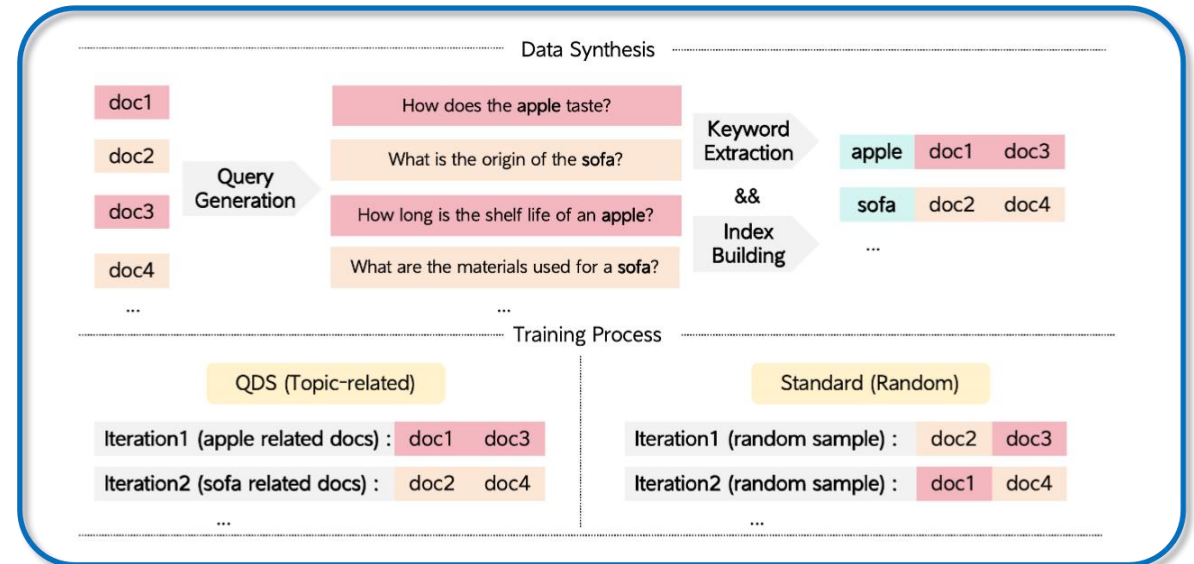 Data Synthesis
doc1
doc2
doc3
doc4
...
Query
Generation
How does the apple taste?
What is the origin of the sofa?
How long is the shelf life of an apple?
What are the materials used for a sofa?
...
Keyword
Extraction
&&
Index
Building
apple doc1 doc3
sofa doc2 doc4
...
Training Process
QDS (Topic-related)
Iteration1 (apple related docs) : doc1 doc3
Iteration2 (sofa related docs) : doc2 doc4
...
Standard (Random)
Iteration1 (random sample) : doc2 doc3
Iteration2 (random sample) : doc1 doc4
...